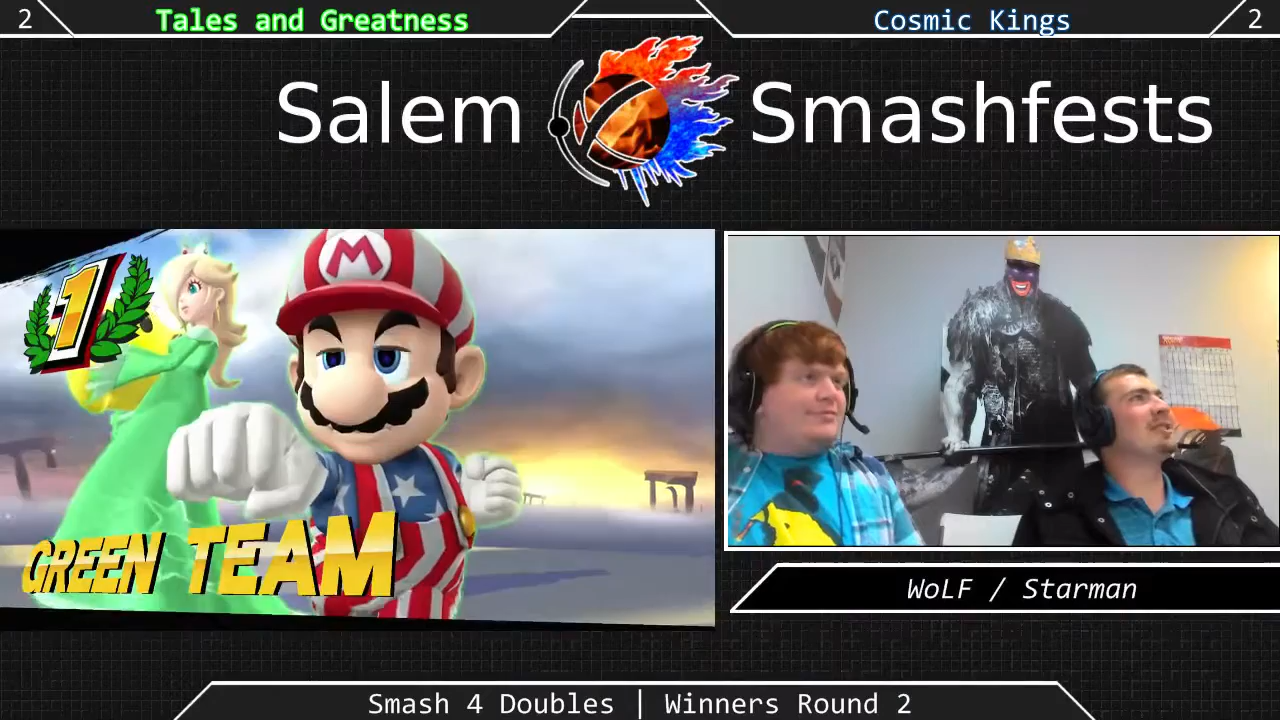 2
Tales and Greatness
Cosmic Kings
2
Salem Smashfests
1
M
GREEN TEAM
WoLF / Starman
Smash 4 Doubles | Winners Round 2